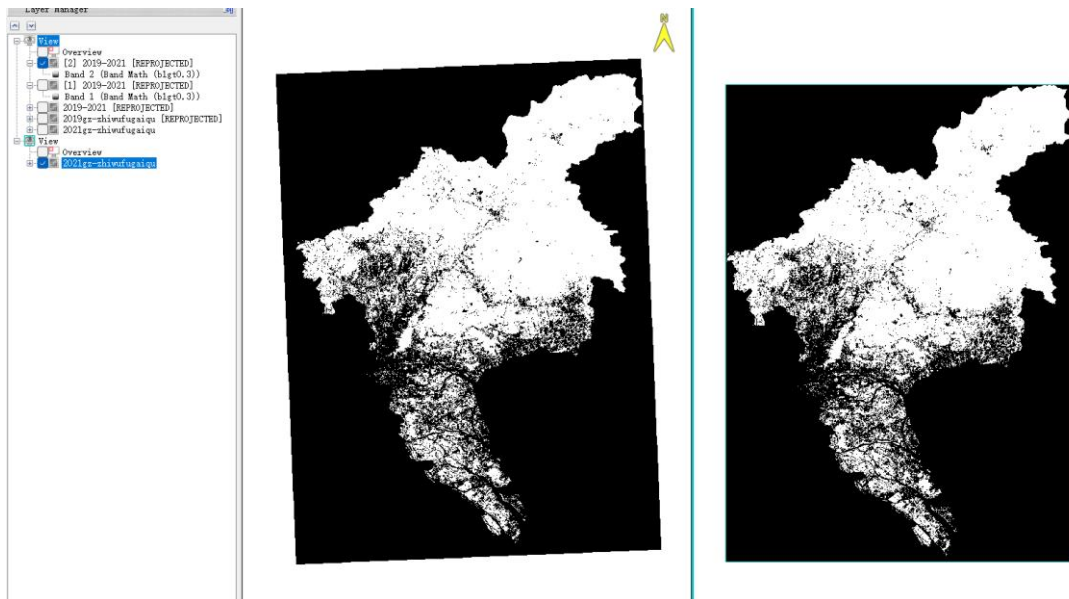 Layer Manager
View
Overview
[2] 2019-2021 [REPROJECTED]
Band 2 (Band Math (b1gt0.3))
[1] 2019-2021 [REPROJECTED]
Band 1 (Band Math (b1gt0.3))
2019-2021 [REPROJECTED]
2019gz-zhiwufugaiqu [REPROJECTED]
2021gz-zhiwufugaiqu
View
Overview
2021gz-zhiwufugaiqu
N